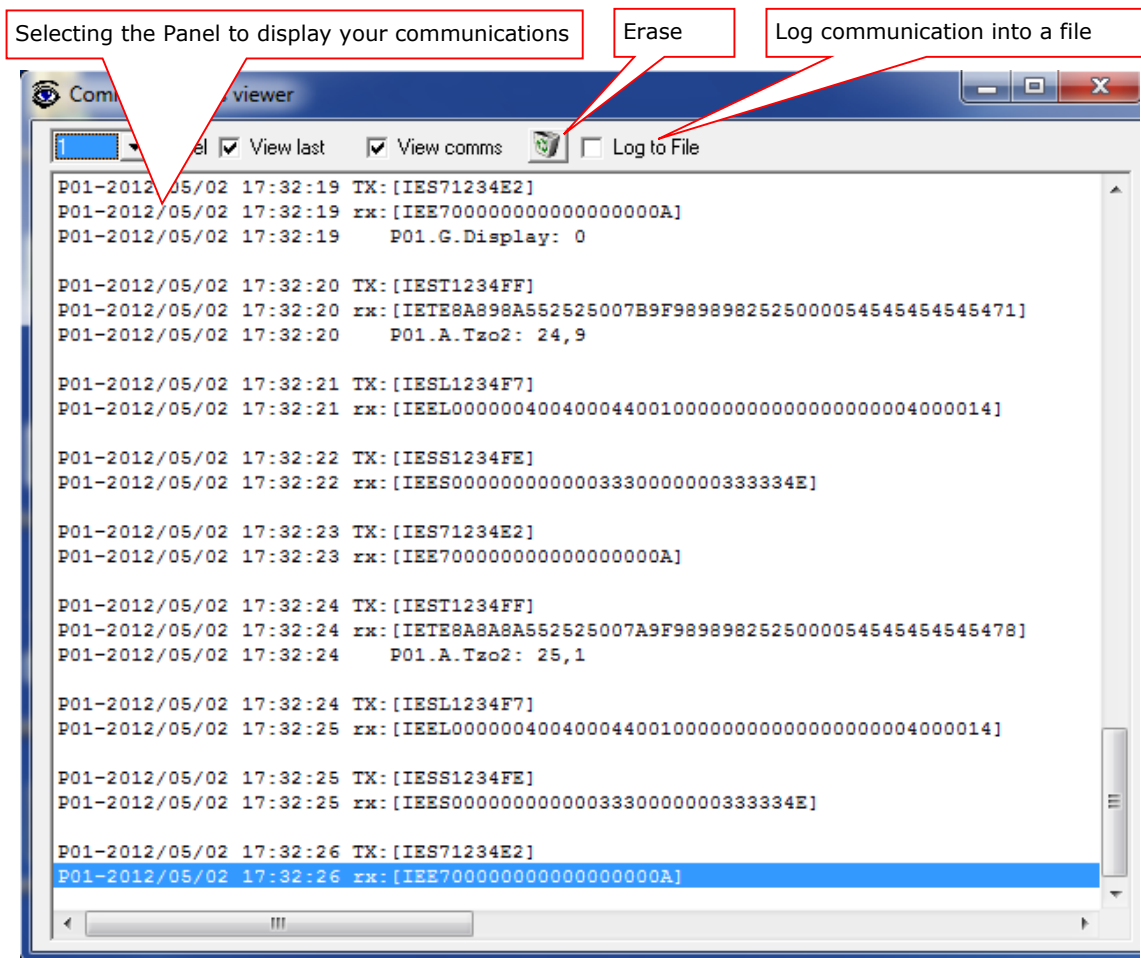 Selecting the Panel to display your communications
Erase
Log communication into a file
viewer
1
View last
View comms
Log to File
P01-2012/05/02 17:32:19 TX:[IES71234E2]
P01-2012/05/02 17:32:19 rx:[IEE700000000000000000A]
P01-2012/05/02 17:32:19    P01.G.Display: 0
P01-2012/05/02 17:32:20 TX:[IEST1234FF]
P01-2012/05/02 17:32:20 rx:[IETE8A898A552525007B9F9898982525000054545454545471]
P01-2012/05/02 17:32:20    P01.A.Tzo2: 24,9
P01-2012/05/02 17:32:21 TX:[IESL1234F7]
P01-2012/05/02 17:32:21 rx:[IEEL00000040040004400100000000000000000004000014]
P01-2012/05/02 17:32:22 TX:[IESS1234FE]
P01-2012/05/02 17:32:22 rx:[IEES0000000000003330000000333334E]
P01-2012/05/02 17:32:23 TX:[IES71234E2]
P01-2012/05/02 17:32:23 rx:[IEE700000000000000000A]
P01-2012/05/02 17:32:24 TX:[IEST1234FF]
P01-2012/05/02 17:32:24 rx:[IETE8A8A8A552525007A9F9898982525000054545454545478]
P01-2012/05/02 17:32:24    P01.A.Tzo2: 25,1
P01-2012/05/02 17:32:24 TX:[IESL1234F7]
P01-2012/05/02 17:32:25 rx:[IEEL00000040040004400100000000000000000004000014]
P01-2012/05/02 17:32:25 TX:[IESS1234FE]
P01-2012/05/02 17:32:25 rx:[IEES0000000000003330000000333334E]
P01-2012/05/02 17:32:26 TX:[IES71234E2]
P01-2012/05/02 17:32:26 rx:[IEE700000000000000000A]